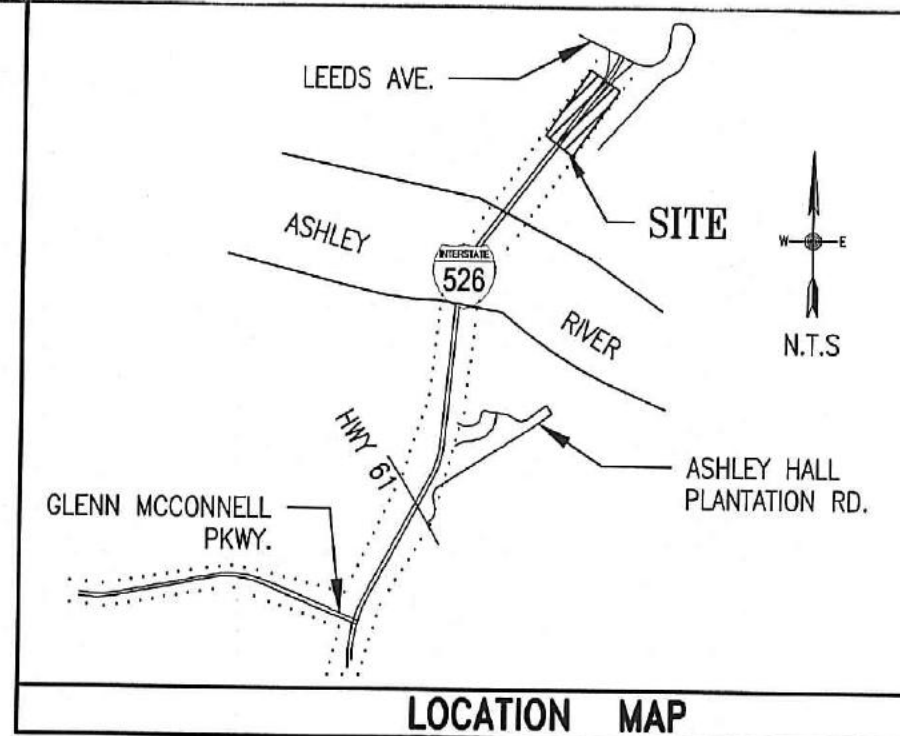 LEEDS AVE.
SITE
ASHLEY
INTERSTATE
526
RIVER
W E
N.T.S
HWY 61
ASHLEY HALL
PLANTATION RD.
GLENN MCCONNELL
PKWY.
LOCATION MAP